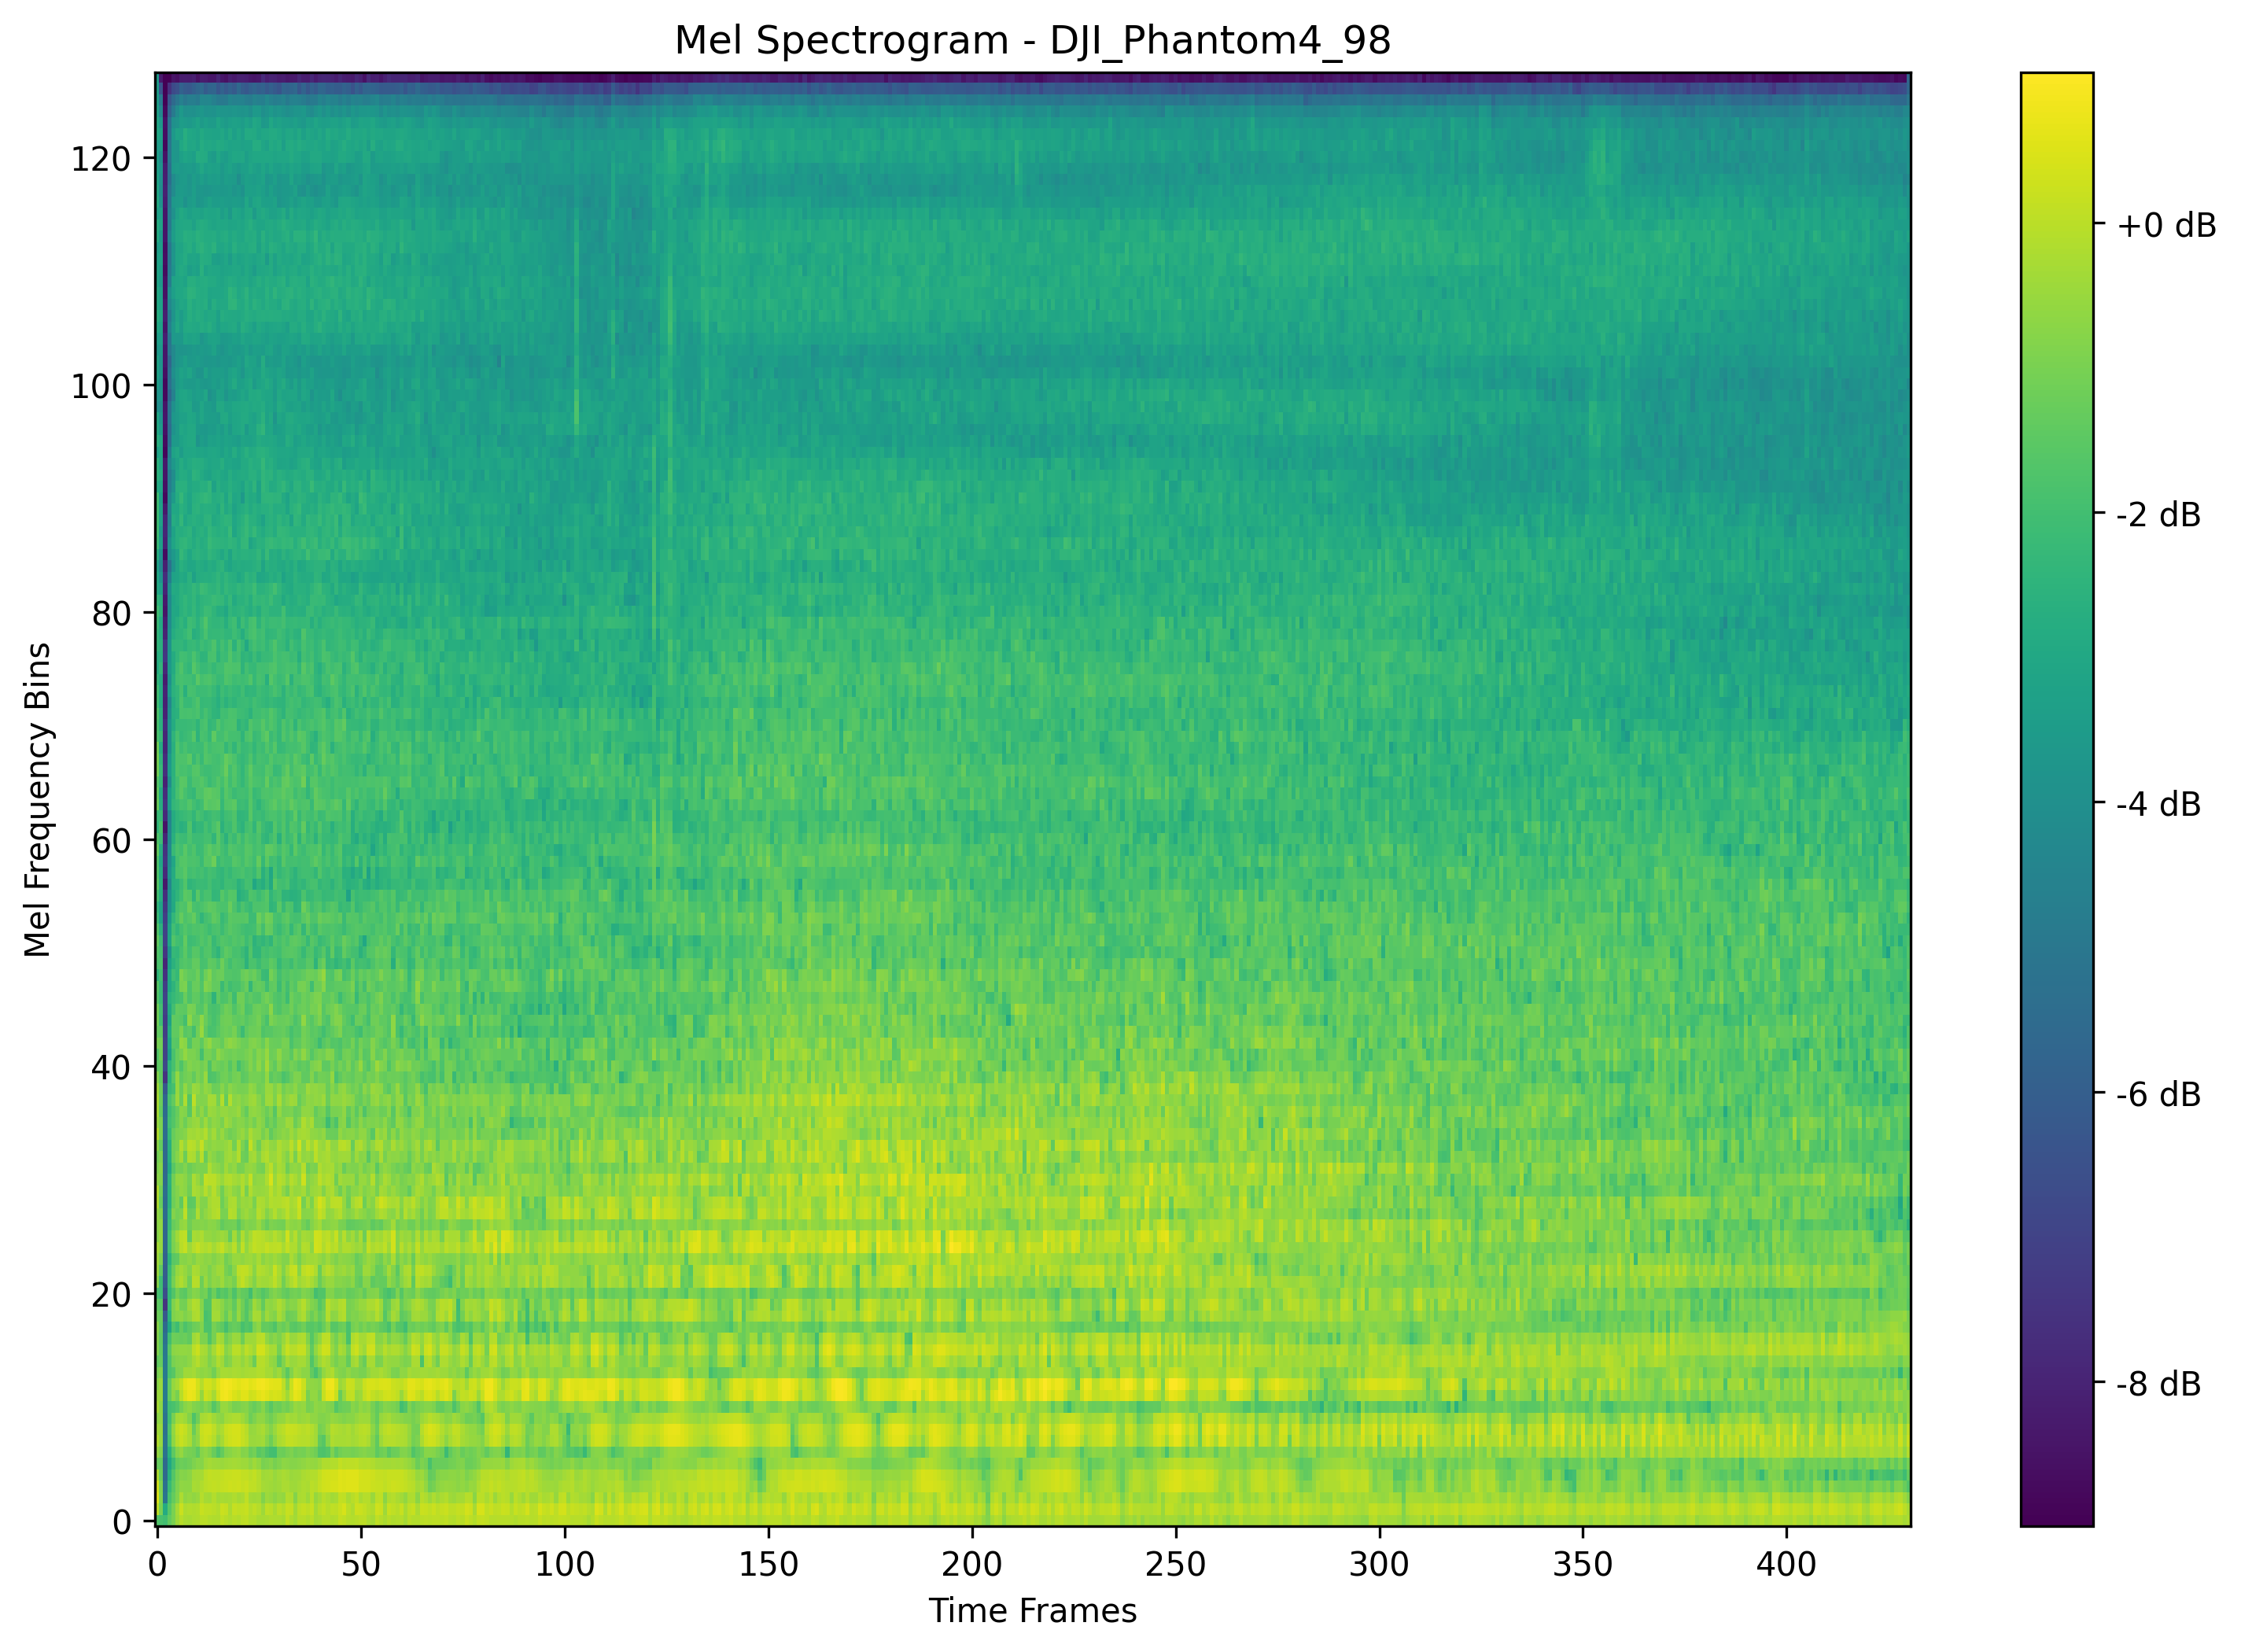 Mel Spectrogram - DJI_Phantom4_98
120
100
80
60
40
20
0
Mel Frequency Bins
0 50 100 150 200 250 300 350 400
Time Frames
+0 dB
-2 dB
-4 dB
-6 dB
-8 dB